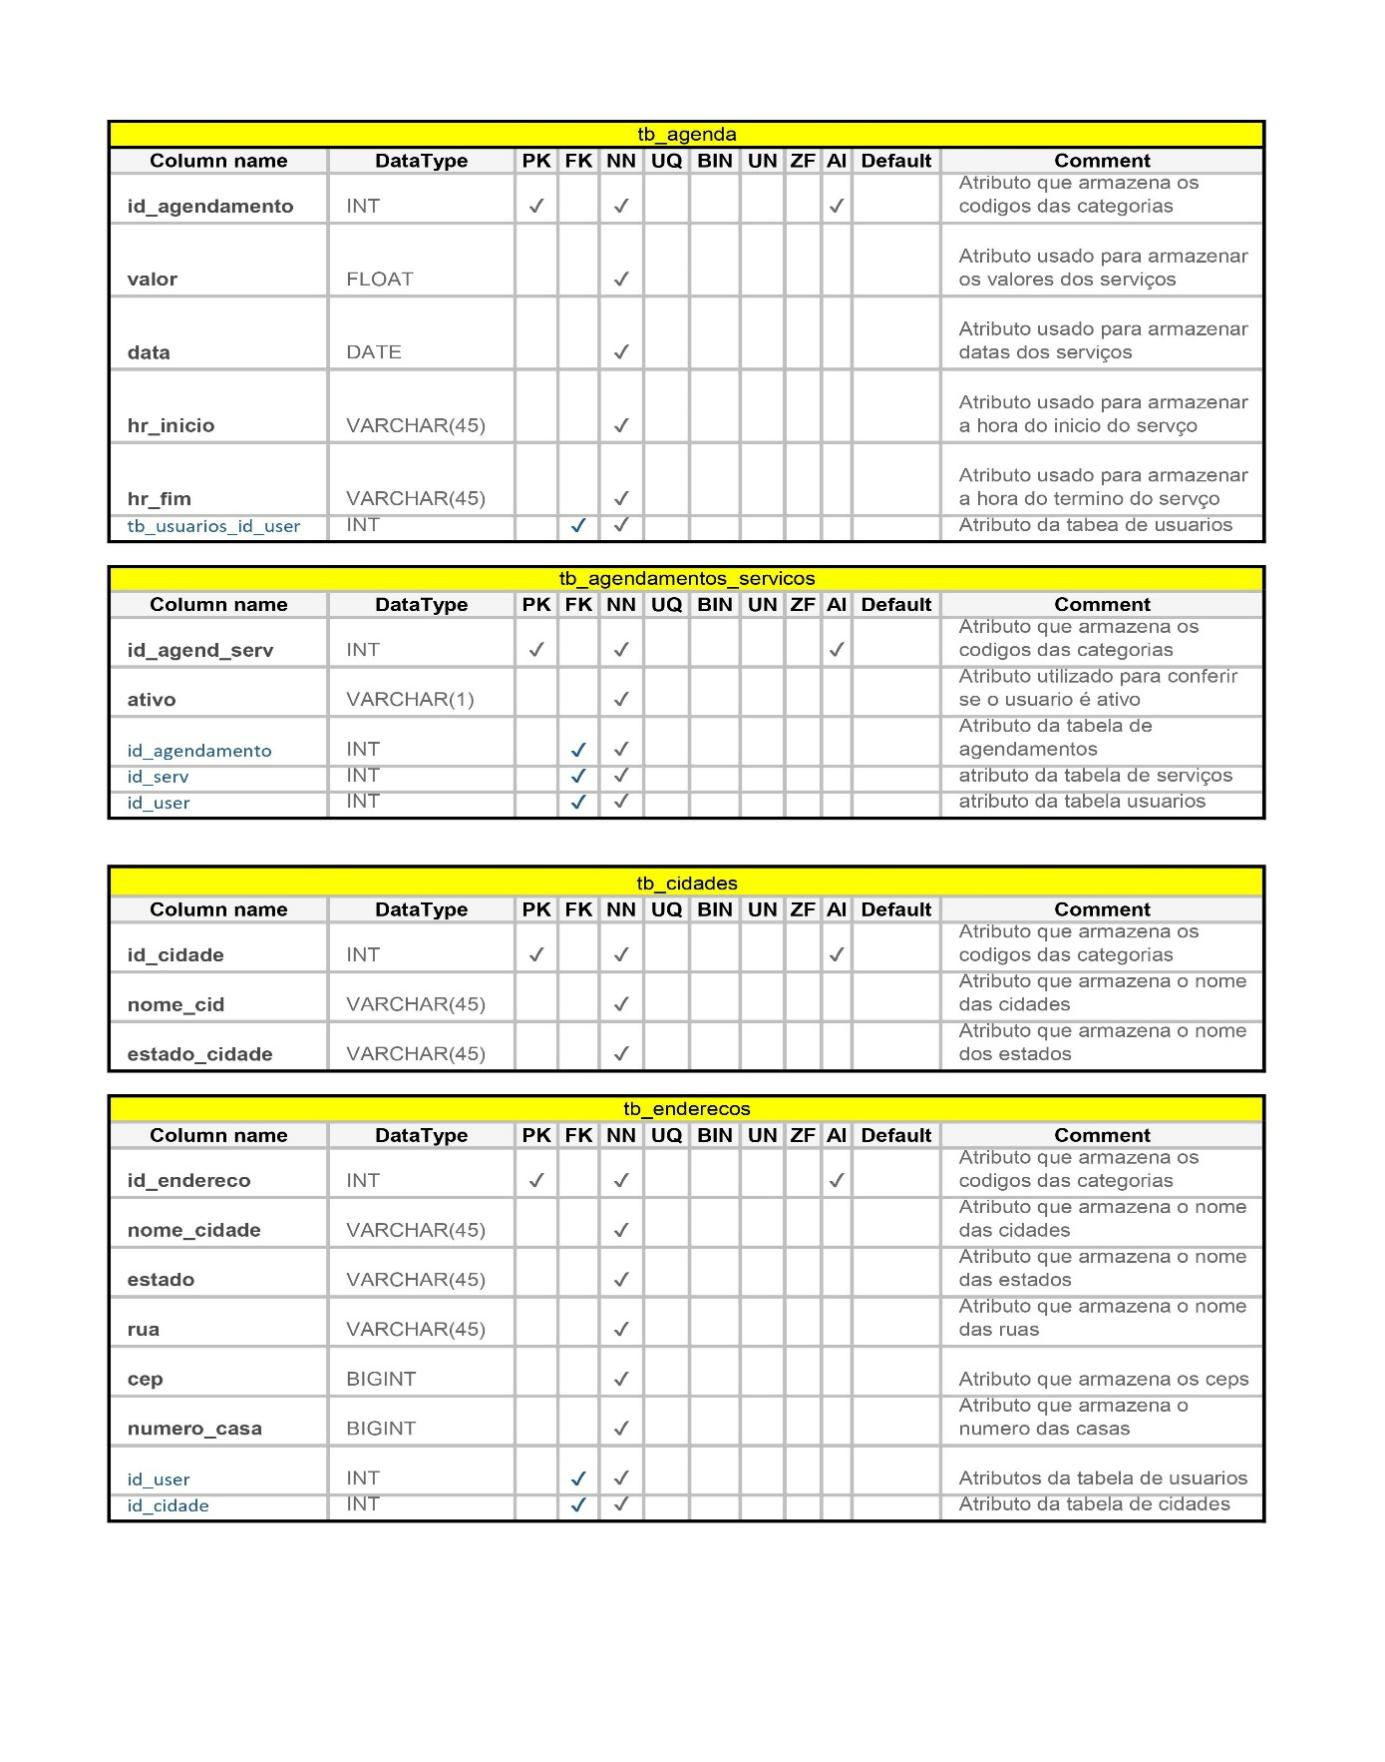 tb_agenda
Column name DataType PK FK NN UQ BIN UN ZF AI Default Comment
Atributo que armazena os
id_agendamento INT ✓ ✓ ✓ codigos das categorias
Atributo usado para armazenar
valor FLOAT ✓ os valores dos serviços
Atributo usado para armazenar
data DATE ✓ datas dos serviços
Atributo usado para armazenar
hr_inicio VARCHAR(45) ✓ a hora do inicio do servço
Atributo usado para armazenar
hr_fim VARCHAR(45) ✓ a hora do termino do servço
tb_usuarios_id_user INT ✓ ✓ Atributo da tabea de usuarios
tb_agendamentos_servicos
Column name DataType PK FK NN UQ BIN UN ZF AI Default Comment
Atributo que armazena os
id_agend_serv INT ✓ ✓ ✓ codigos das categorias
Atributo utilizado para conferir
ativo VARCHAR(1) ✓ se o usuario é ativo
Atributo da tabela de
id_agendamento INT ✓ ✓ agendamentos
id_serv INT ✓ ✓ atributo da tabela de serviços
id_user INT ✓ ✓ atributo da tabela usuarios
tb_cidades
Column name DataType PK FK NN UQ BIN UN ZF AI Default Comment
Atributo que armazena os
id_cidade INT ✓ ✓ ✓ codigos das categorias
Atributo que armazena o nome
nome_cid VARCHAR(45) ✓ das cidades
Atributo que armazena o nome
estado_cidade VARCHAR(45) ✓ dos estados
tb_enderecos
Column name DataType PK FK NN UQ BIN UN ZF AI Default Comment
Atributo que armazena os
id_endereco INT ✓ ✓ ✓ codigos das categorias
Atributo que armazena o nome
nome_cidade VARCHAR(45) ✓ das cidades
Atributo que armazena o nome
estado VARCHAR(45) ✓ das estados
Atributo que armazena o nome
rua VARCHAR(45) ✓ das ruas
cep BIGINT ✓ Atributo que armazena os ceps
Atributo que armazena o
numero_casa BIGINT ✓ numero das casas
id_user INT ✓ ✓ Atributos da tabela de usuarios
id_cidade INT ✓ ✓ Atributo da tabela de cidades